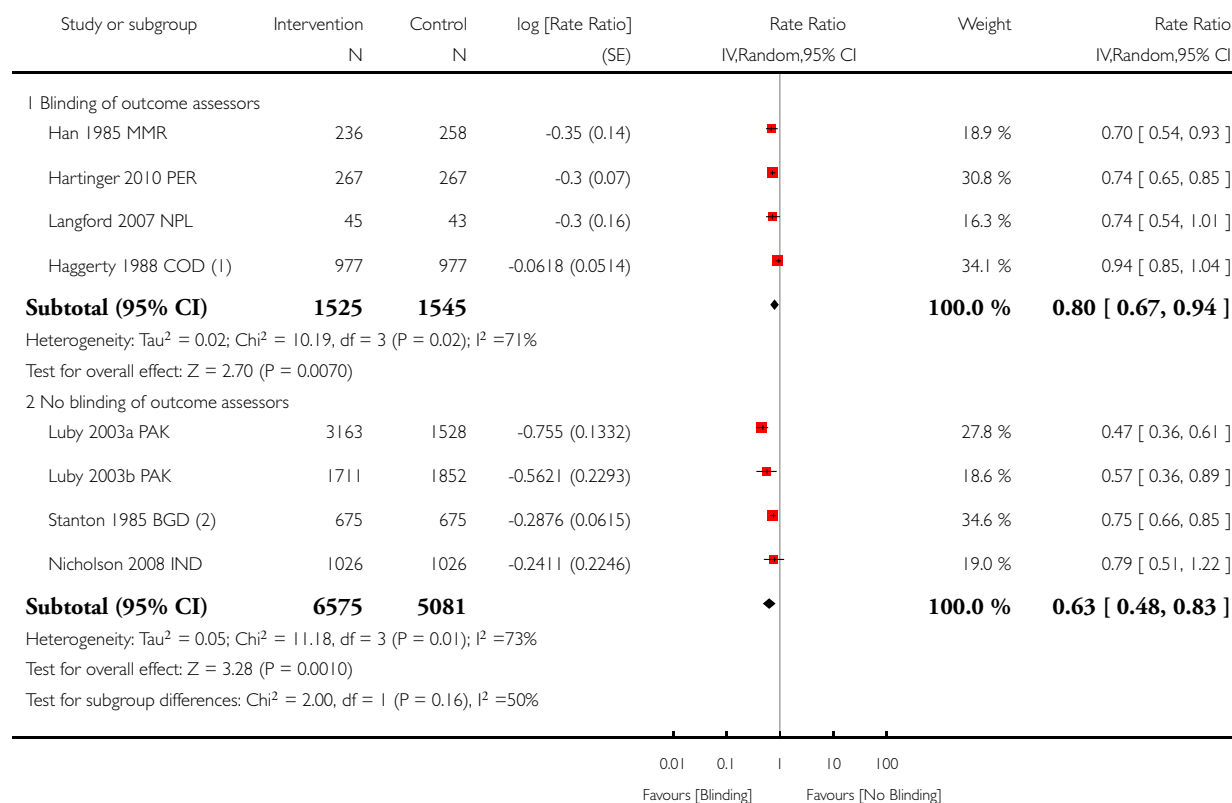 Study or subgroup Intervention Control log [Rate Ratio] Rate Ratio Weight Rate Ratio
N N (SE) IV,Random,95% CI IV,Random,95% CI
1 Blinding of outcome assessors
Han 1985 MMR 236 258 -0.35 (0.14) 18.9 % 0.70 [ 0.54, 0.93 ]
Hartinger 2010 PER 267 267 -0.3 (0.07) 30.8 % 0.74 [ 0.65, 0.85 ]
Langford 2007 NPL 45 43 -0.3 (0.16) 16.3 % 0.74 [ 0.54, 1.01 ]
Haggerty 1988 COD (1) 977 977 -0.0618 (0.0514) 34.1 % 0.94 [ 0.85, 1.04 ]
Subtotal (95% CI) 1525 1545 100.0 % 0.80 [ 0.67, 0.94 ]
Heterogeneity: Tau² = 0.02; Chi² = 10.19, df = 3 (P = 0.02); I² =71%
Test for overall effect: Z = 2.70 (P = 0.0070)
2 No blinding of outcome assessors
Luby 2003a PAK 3163 1528 -0.755 (0.1332) 27.8 % 0.47 [ 0.36, 0.61 ]
Luby 2003b PAK 1711 1852 -0.5621 (0.2293) 18.6 % 0.57 [ 0.36, 0.89 ]
Stanton 1985 BGD (2) 675 675 -0.2876 (0.0615) 34.6 % 0.75 [ 0.66, 0.85 ]
Nicholson 2008 IND 1026 1026 -0.2411 (0.2246) 19.0 % 0.79 [ 0.51, 1.22 ]
Subtotal (95% CI) 6575 5081 100.0 % 0.63 [ 0.48, 0.83 ]
Heterogeneity: Tau² = 0.05; Chi² = 11.18, df = 3 (P = 0.01); I² =73%
Test for overall effect: Z = 3.28 (P = 0.0010)
Test for subgroup differences: Chi² = 2.00, df = 1 (P = 0.16), I² =50%
0.01 0.1 1 10 100
Favours [Blinding] Favours [No Blinding]